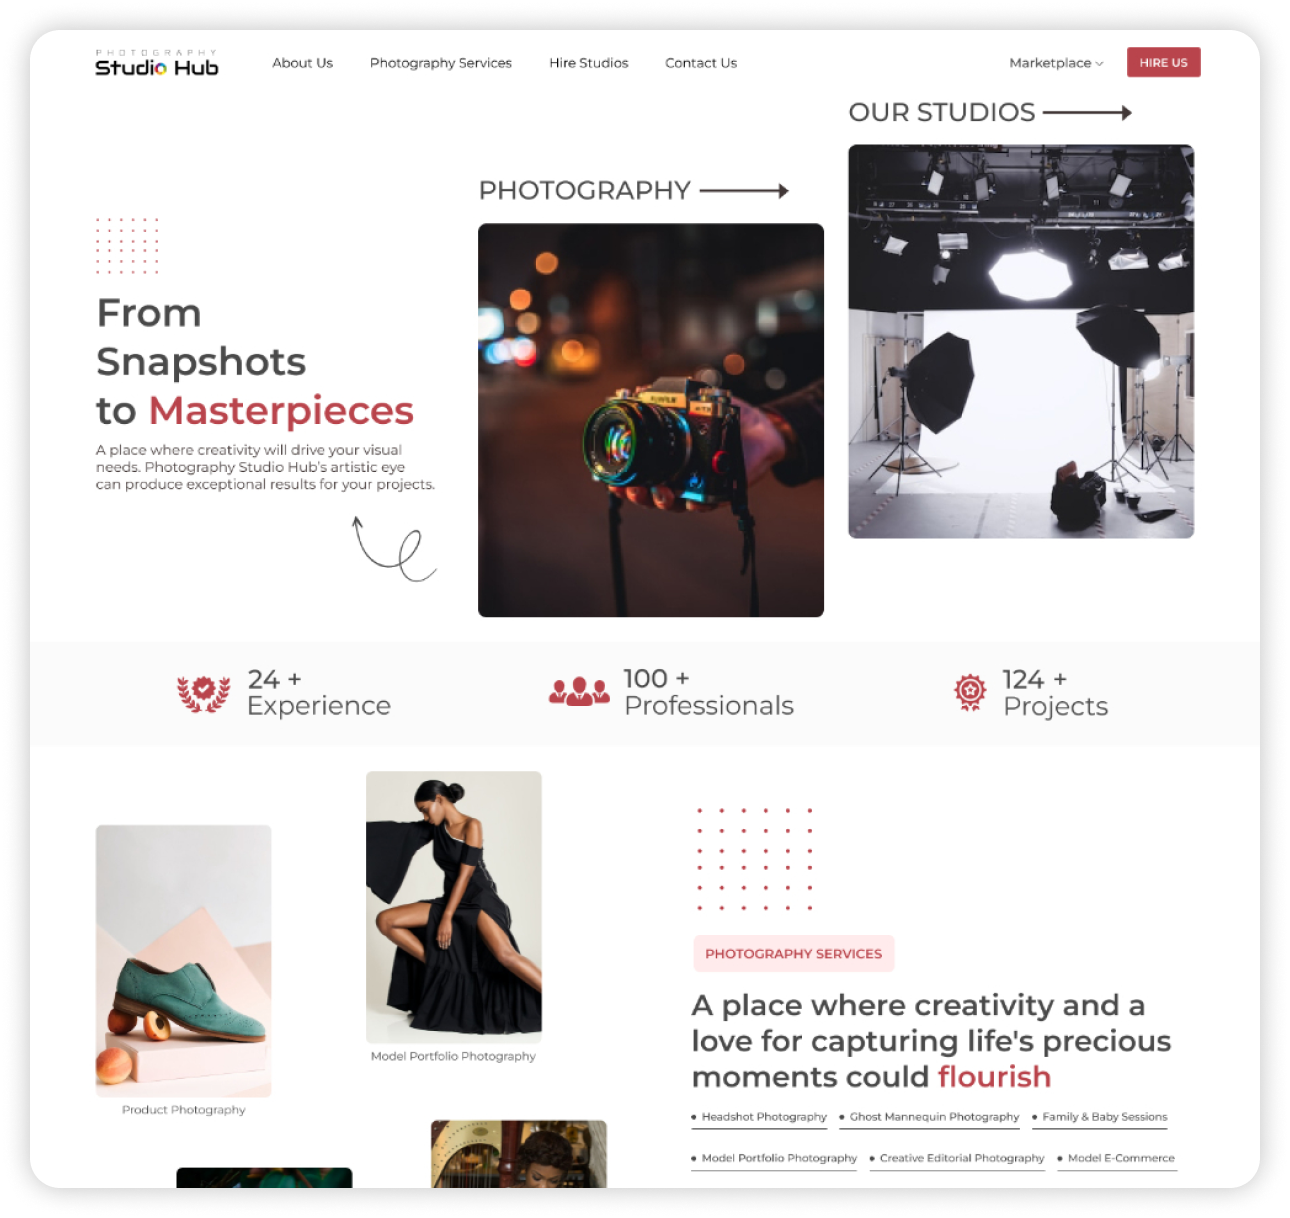 PHOTOGRAPHY
Studio Hub
About Us
Photography Services
Hire Studios
Contact Us
Marketplace
HIRE US
OUR STUDIOS
PHOTOGRAPHY
From
Snapshots
to Masterpieces
A place where creativity will drive your visual
needs. Photography Studio Hub's artistic eye
can produce exceptional results for your projects.
24 +
Experience
100 +
Professionals
124 +
Projects
Product Photography
Model Portfolio Photography
PHOTOGRAPHY SERVICES
A place where creativity and a
love for capturing life's precious
moments could flourish
• Headshot Photography
• Ghost Mannequin Photography
• Family & Baby Sessions
• Model Portfolio Photography
• Creative Editorial Photography
• Model E-Commerce